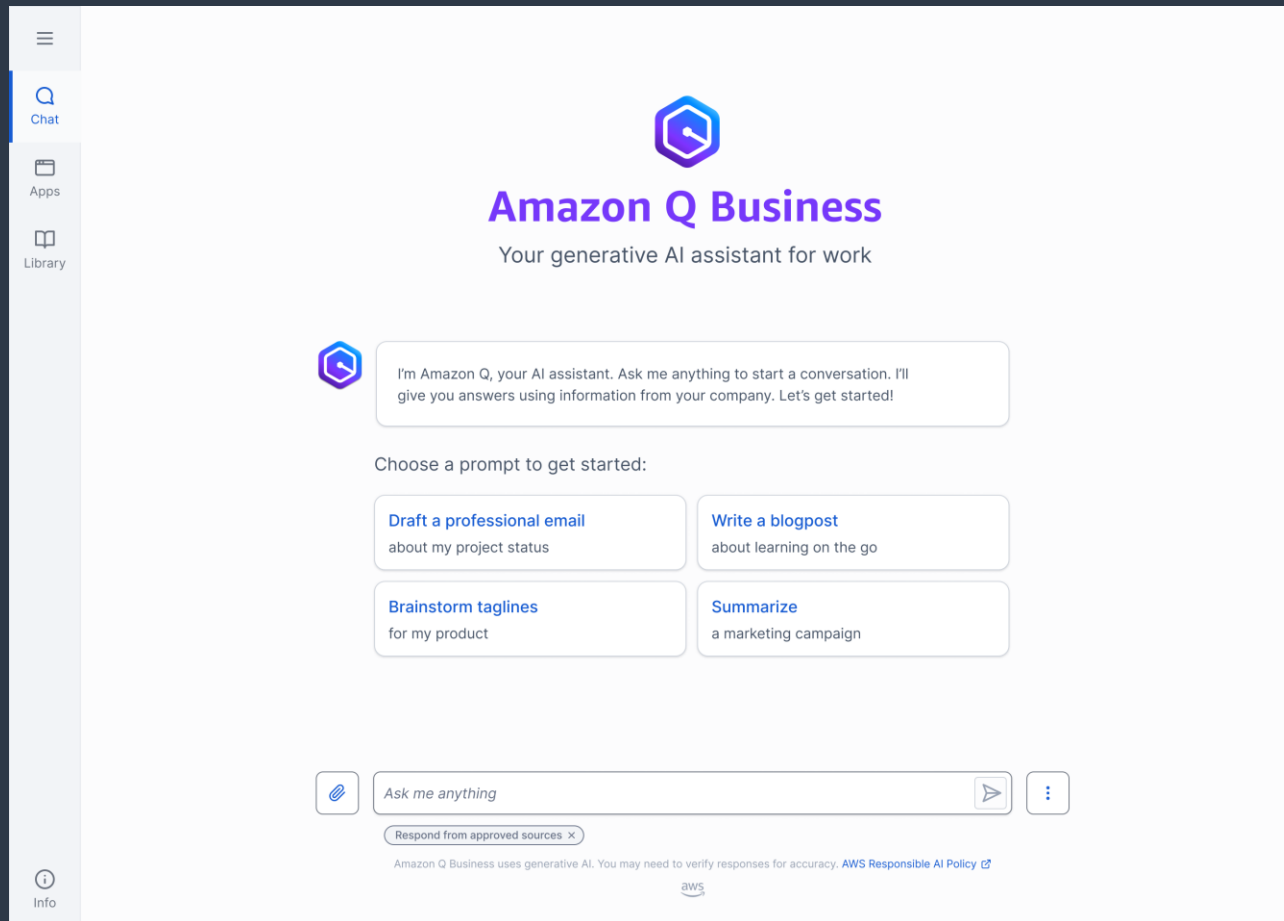 Chat
Apps
Library
Amazon Q Business
Your generative AI assistant for work
I'm Amazon Q, your AI assistant. Ask me anything to start a conversation. I'll
give you answers using information from your company. Let's get started!
Choose a prompt to get started:
Draft a professional email
about my project status
Write a blogpost
about learning on the go
Brainstorm taglines
for my product
Summarize
a marketing campaign
Ask me anything
Respond from approved sources ×
Amazon Q Business uses generative AI. You may need to verify responses for accuracy. AWS Responsible AI Policy
aws
Info